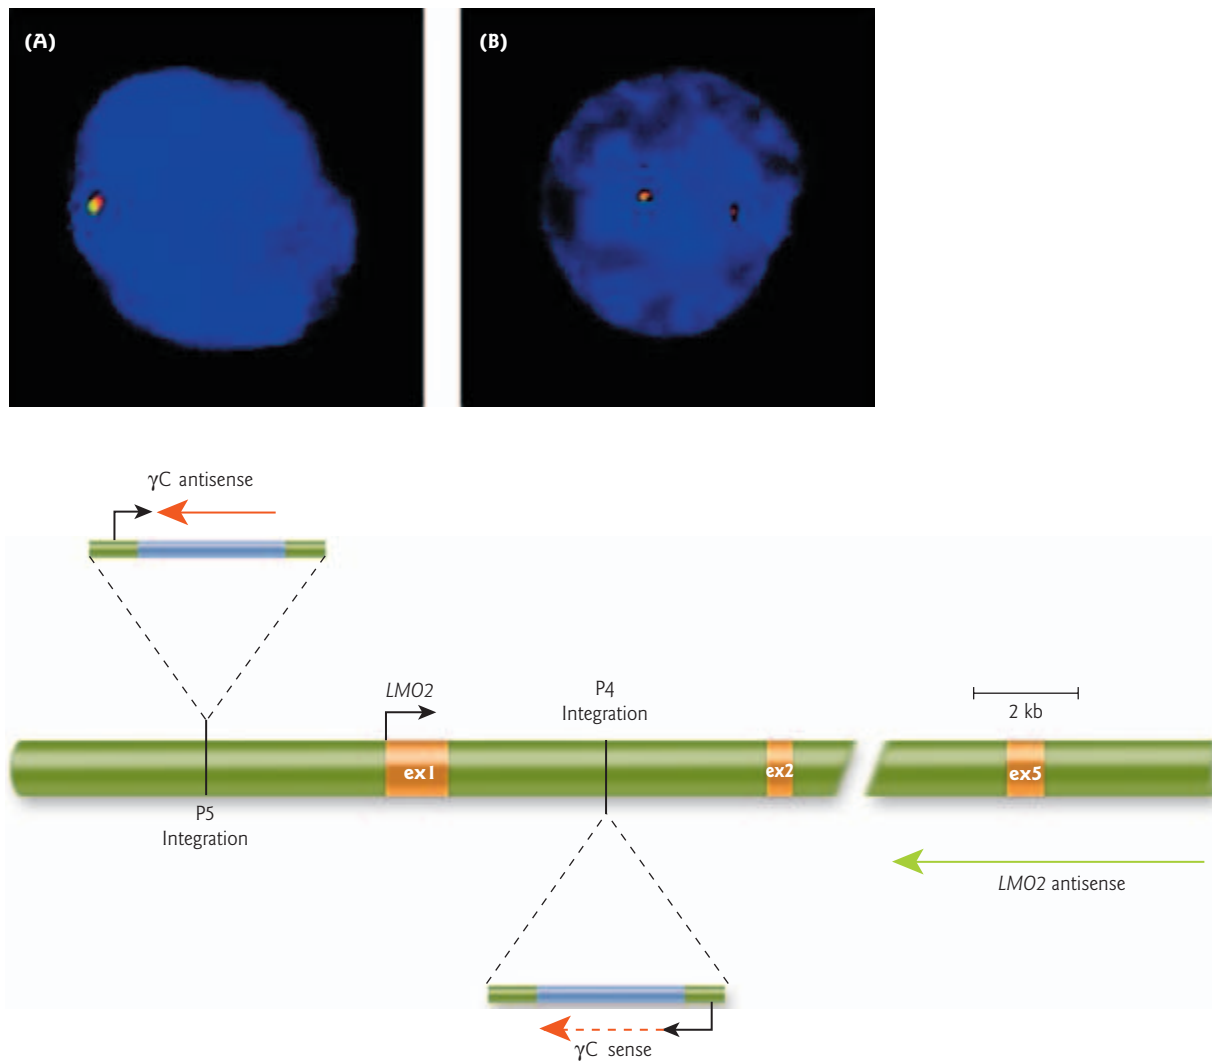 (A)
(B)
γC antisense
LMO2
P4
Integration
2 kb
ex1
ex2
ex5
P5
Integration
LMO2 antisense
γC sense